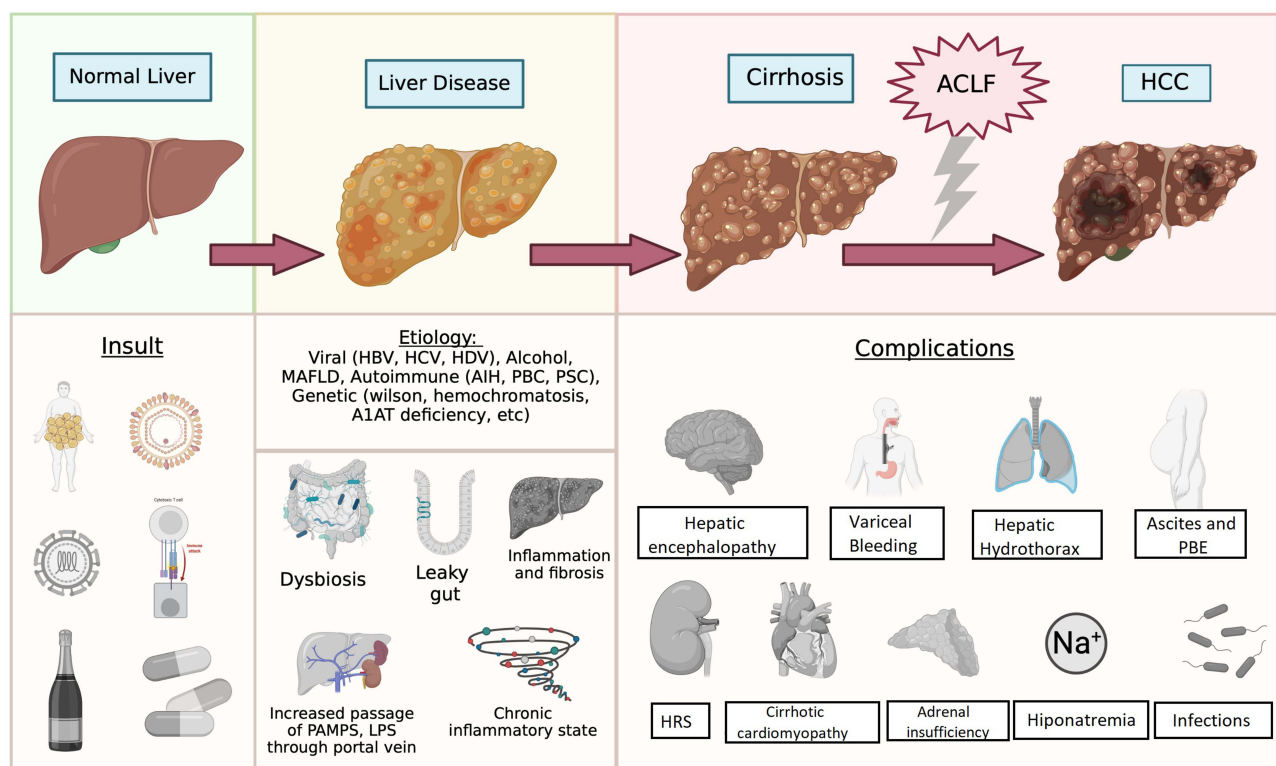 Normal Liver
Liver Disease
Cirrhosis
ACLF
HCC
Insult
Cytotoxic T cell
Immune
attack
Etiology:
Viral (HBV, HCV, HDV), Alcohol,
MAFLD, Autoimmune (AIH, PBC, PSC),
Genetic (wilson, hemochromatosis,
A1AT deficiency, etc)
Dysbiosis
Leaky
gut
Inflammation
and fibrosis
Increased passage
of PAMPS, LPS
through portal vein
Chronic
inflammatory state
Complications
Hepatic
encephalopathy
Variceal
Bleeding
Hepatic
Hydrothorax
Ascites and
PBE
Na+
HRS
Cirrhotic
cardiomyopathy
Adrenal
insufficiency
Hiponatremia
Infections